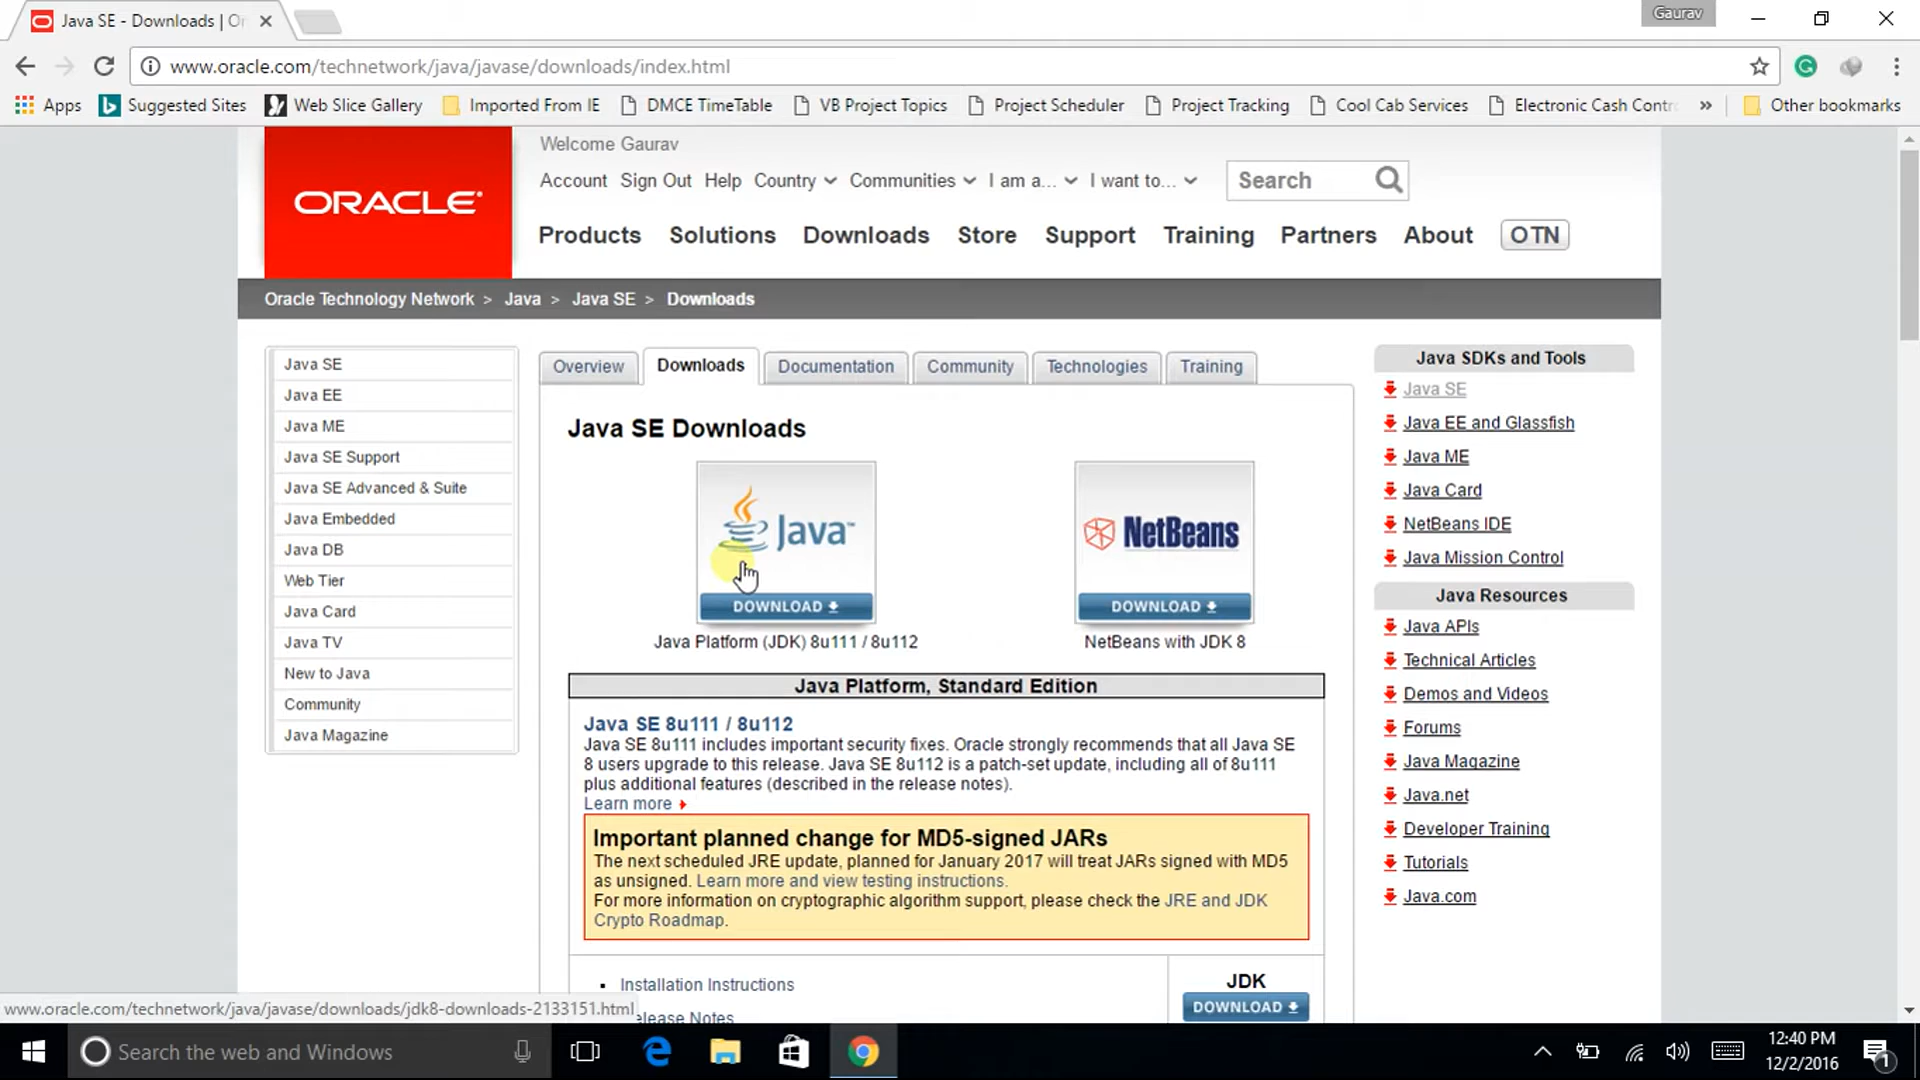 Java SE - Downloads | Or
Gaurav
www.oracle.com/technetwork/java/javase/downloads/index.html
Apps
Suggested Sites
Web Slice Gallery
Imported From IE
DMCE TimeTable
VB Project Topics
Project Scheduler
Project Tracking
Cool Cab Services
Electronic Cash Contr
»
Other bookmarks
ORACLE
Welcome Gaurav
Account Sign Out Help Country Communities I am a... I want to...
Search
Products Solutions Downloads Store Support Training Partners About OTN
Oracle Technology Network > Java > Java SE > Downloads
Java SE
Java EE
Java ME
Java SE Support
Java SE Advanced & Suite
Java Embedded
Java DB
Web Tier
Java Card
Java TV
New to Java
Community
Java Magazine
Overview Downloads Documentation Community Technologies Training
Java SE Downloads
Java™
DOWNLOAD
Java Platform (JDK) 8u111 / 8u112
NetBeans
DOWNLOAD
NetBeans with JDK 8
Java Platform, Standard Edition
Java SE 8u111 / 8u112
Java SE 8u111 includes important security fixes. Oracle strongly recommends that all Java SE
8 users upgrade to this release. Java SE 8u112 is a patch-set update, including all of 8u111
plus additional features (described in the release notes).
Learn more
Important planned change for MD5-signed JARs
The next scheduled JRE update, planned for January 2017 will treat JARs signed with MD5
as unsigned. Learn more and view testing instructions.
For more information on cryptographic algorithm support, please check the JRE and JDK
Crypto Roadmap.
Installation Instructions
elease Notes
JDK
DOWNLOAD
Java SDKs and Tools
Java SE
Java EE and Glassfish
Java ME
Java Card
NetBeans IDE
Java Mission Control
Java Resources
Java APIs
Technical Articles
Demos and Videos
Forums
Java Magazine
Java.net
Developer Training
Tutorials
Java.com
www.oracle.com/technetwork/java/javase/downloads/jdk8-downloads-2133151.html
Search the web and Windows
12:40 PM
12/2/2016
1